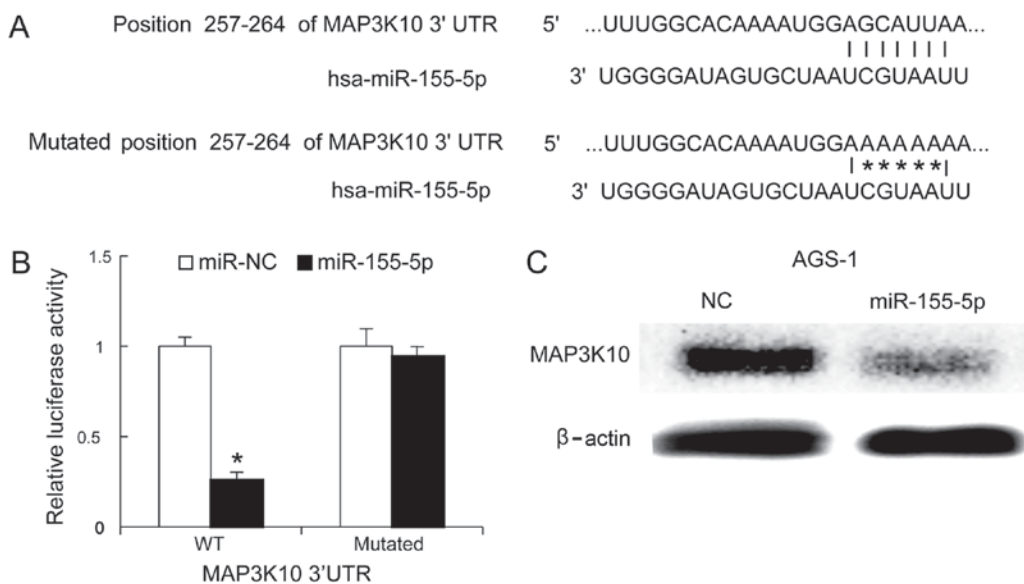 A
Position 257-264 of MAP3K10 3' UTR 5' ...UUUGGCACAAAAUGGAGCAUUAA...
hsa-miR-155-5p 3' UGGGGAUAGUGCUAAUCGUAAUU
Mutated position 257-264 of MAP3K10 3' UTR 5' ...UUUGGCACAAAAUGGAAAAAAAA...
*****
hsa-miR-155-5p 3' UGGGGAUAGUGCUAAUCGUAAUU
B
miR-NC miR-155-5p
Relative luciferase activity
1.5
1
0.5
0
*
WT Mutated
MAP3K10 3'UTR
C
AGS-1
NC miR-155-5p
MAP3K10
β-actin